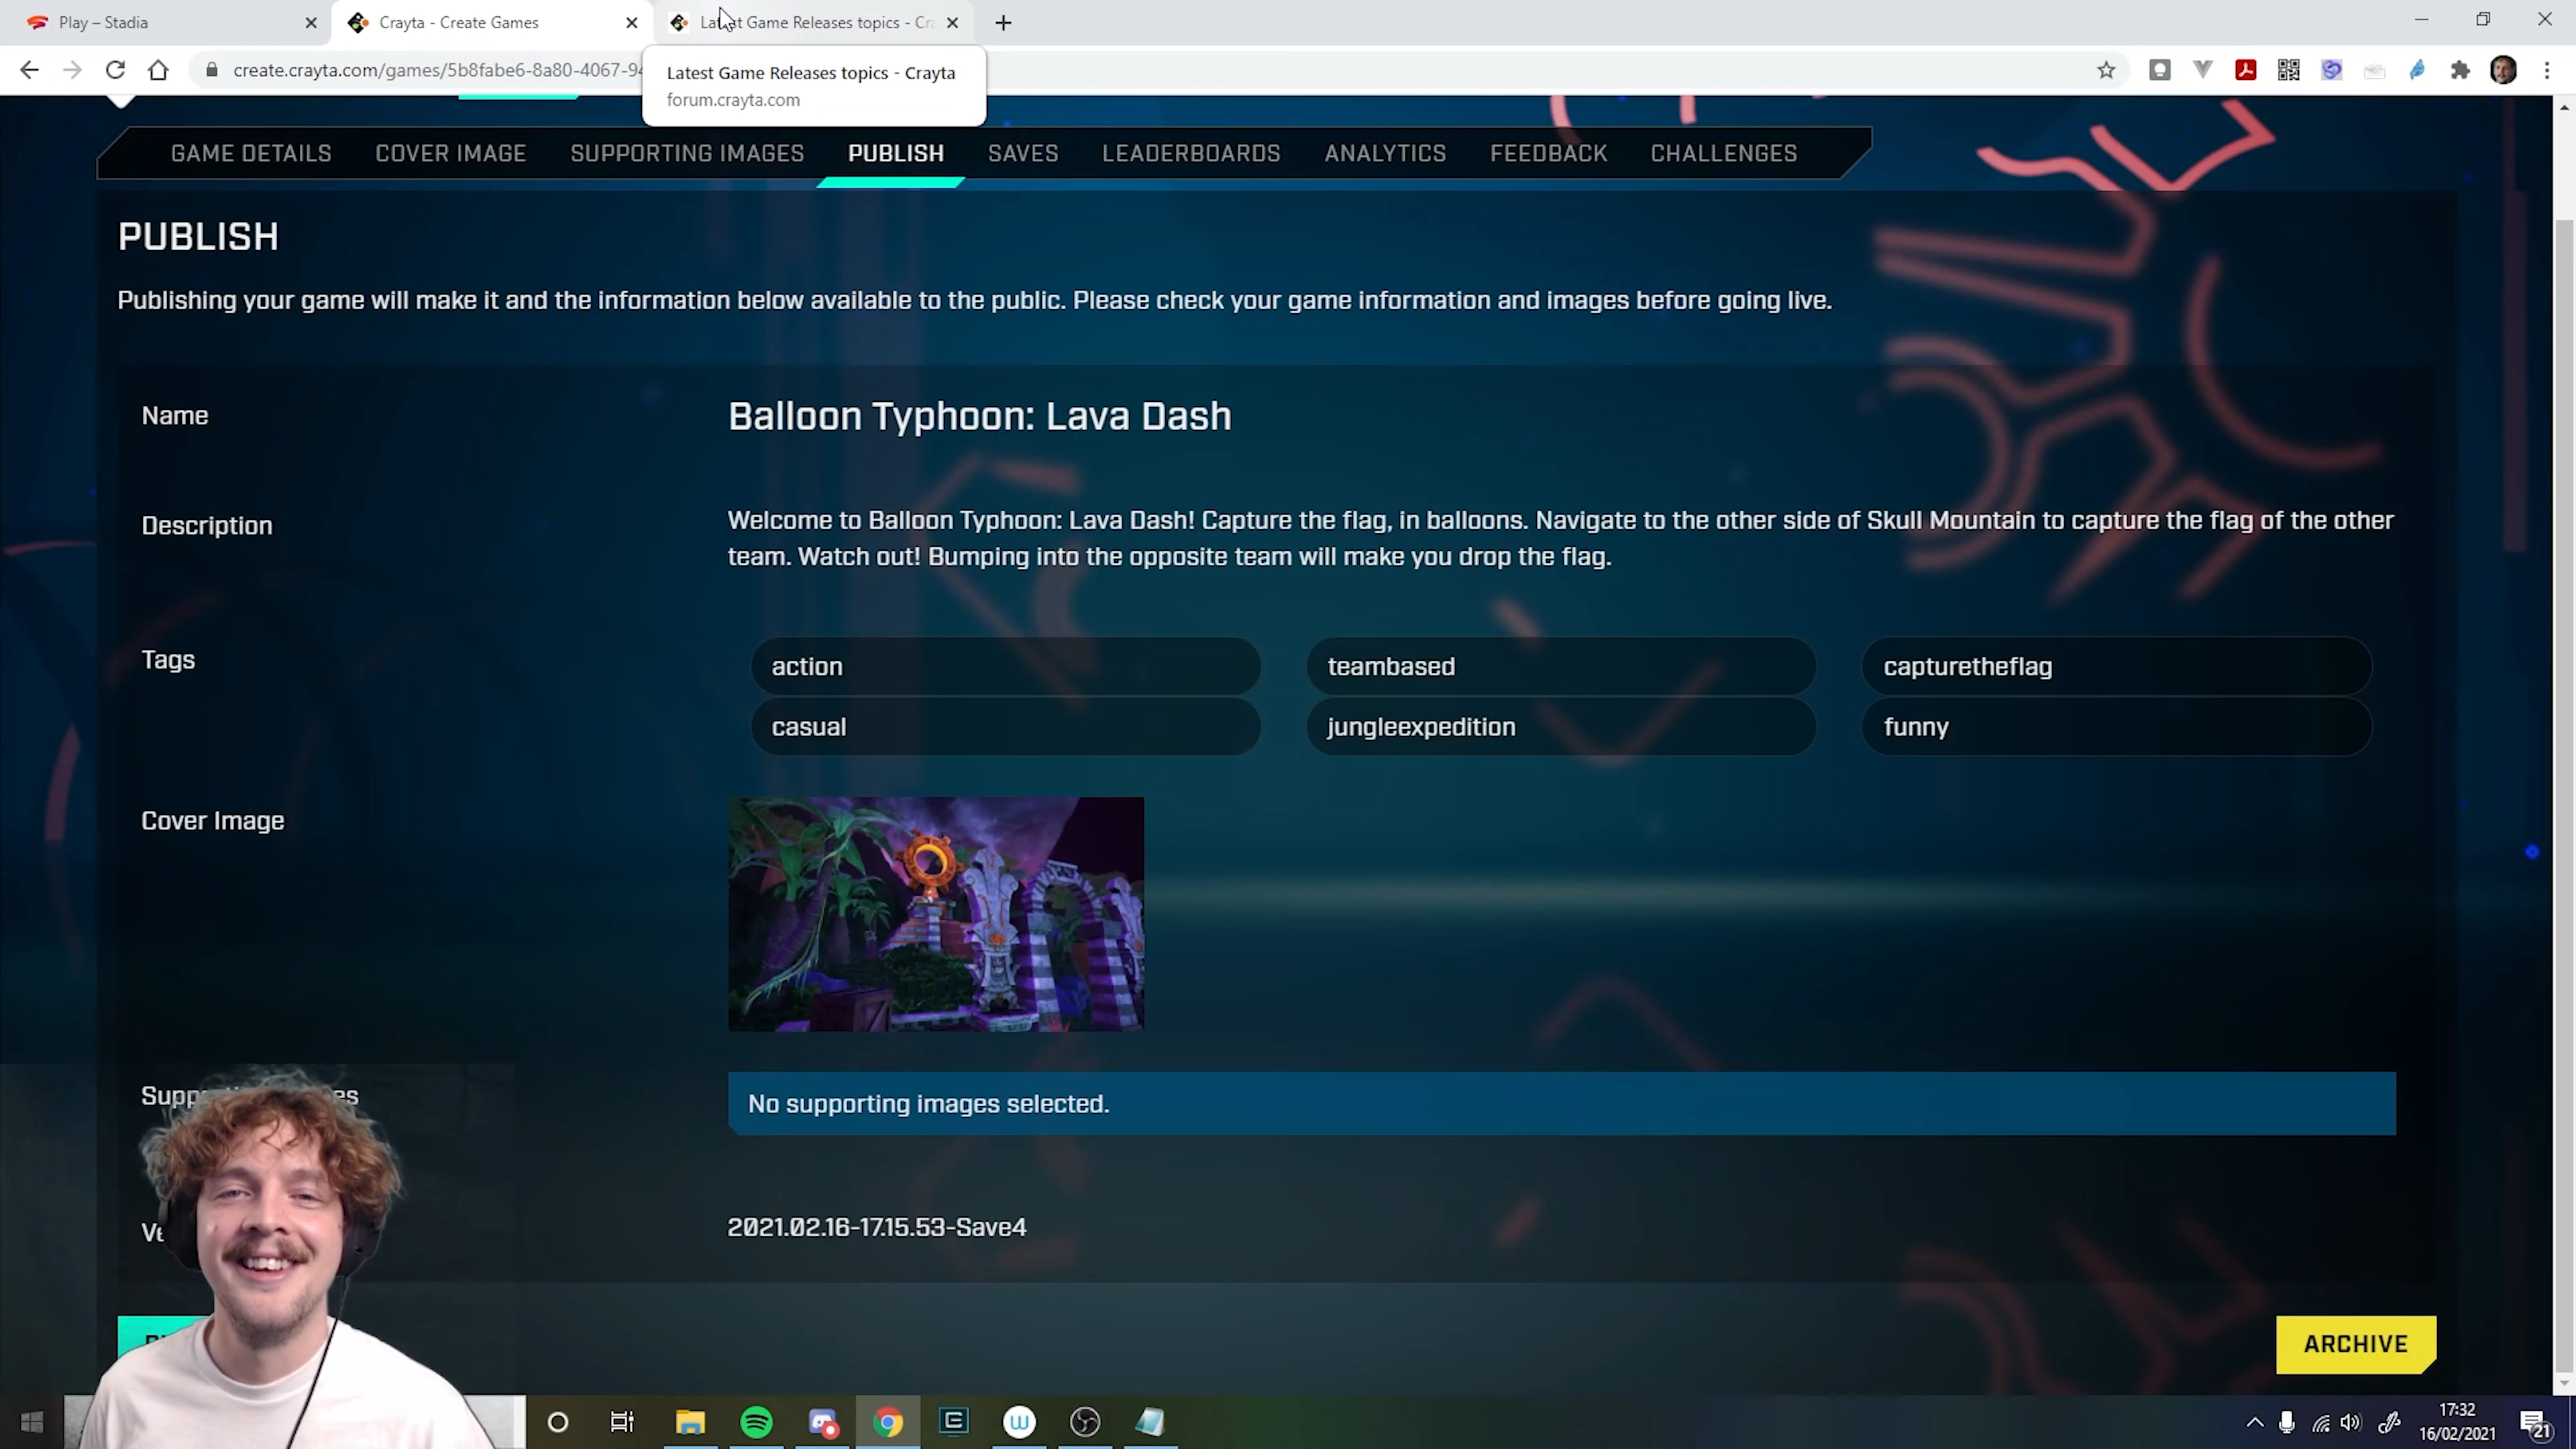 Play – Stadia
Crayta - Create Games
Latest Game Releases topics - Cra
create.crayta.com/games/5b8fabe6-8a80-4067-94
Latest Game Releases topics - Crayta
forum.crayta.com
GAME DETAILS
COVER IMAGE
SUPPORTING IMAGES
PUBLISH
SAVES
LEADERBOARDS
ANALYTICS
FEEDBACK
CHALLENGES
PUBLISH
Publishing your game will make it and the information below available to the public. Please check your game information and images before going live.
Name
Balloon Typhoon: Lava Dash
Description
Welcome to Balloon Typhoon: Lava Dash! Capture the flag, in balloons. Navigate to the other side of Skull Mountain to capture the flag of the other
team. Watch out! Bumping into the opposite team will make you drop the flag.
Tags
action
teambased
capturetheflag
casual
jungleexpedition
funny
Cover Image
No supporting images selected.
2021.02.16-17.15.53-Save4
ARCHIVE
17:32
16/02/2021
21